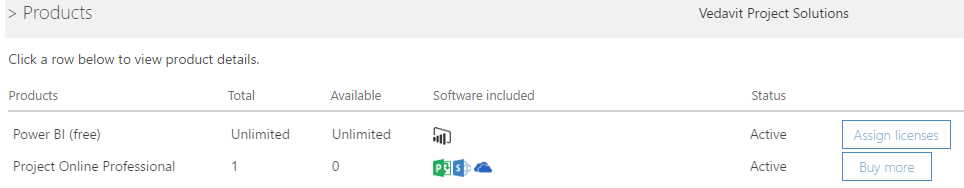 > Products Vedavit Project Solutions
Click a row below to view product details.
Products Total Available Software included Status
Power BI (free) Unlimited Unlimited Active Assign licenses
Project Online Professional 1 0 P S Active Buy more